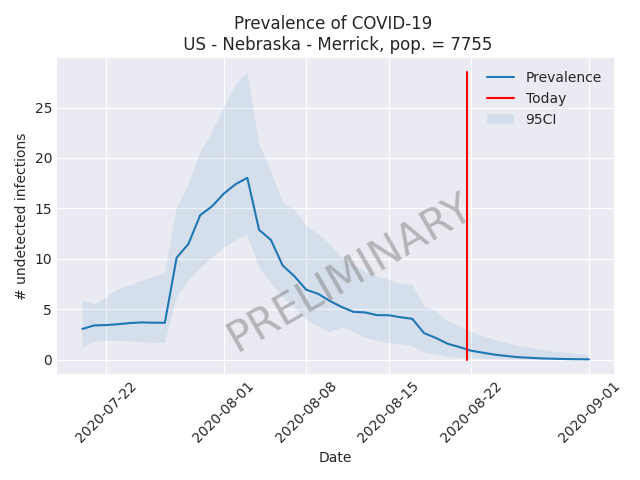 Prevalence of COVID-19
US - Nebraska - Merrick, pop. = 7755
Prevalence
Today
95CI
PRELIMINARY
# undetected infections
25
20
15
10
5
0
2020-07-22
2020-08-01
2020-08-08
2020-08-15
2020-08-22
2020-09-01
Date